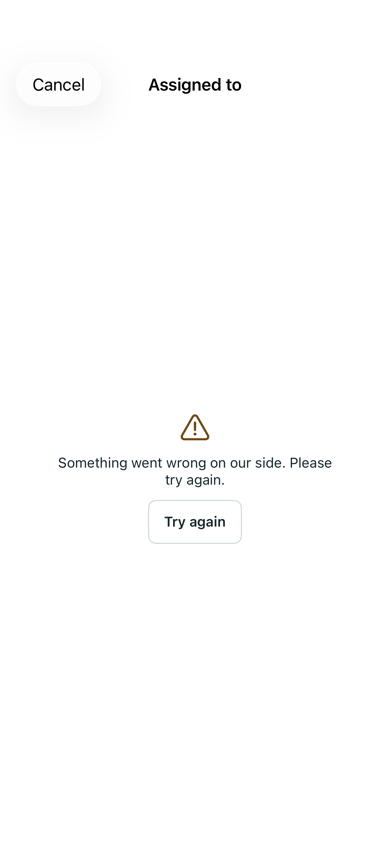 Cancel
Assigned to
Something went wrong on our side. Please
try again.
Try again